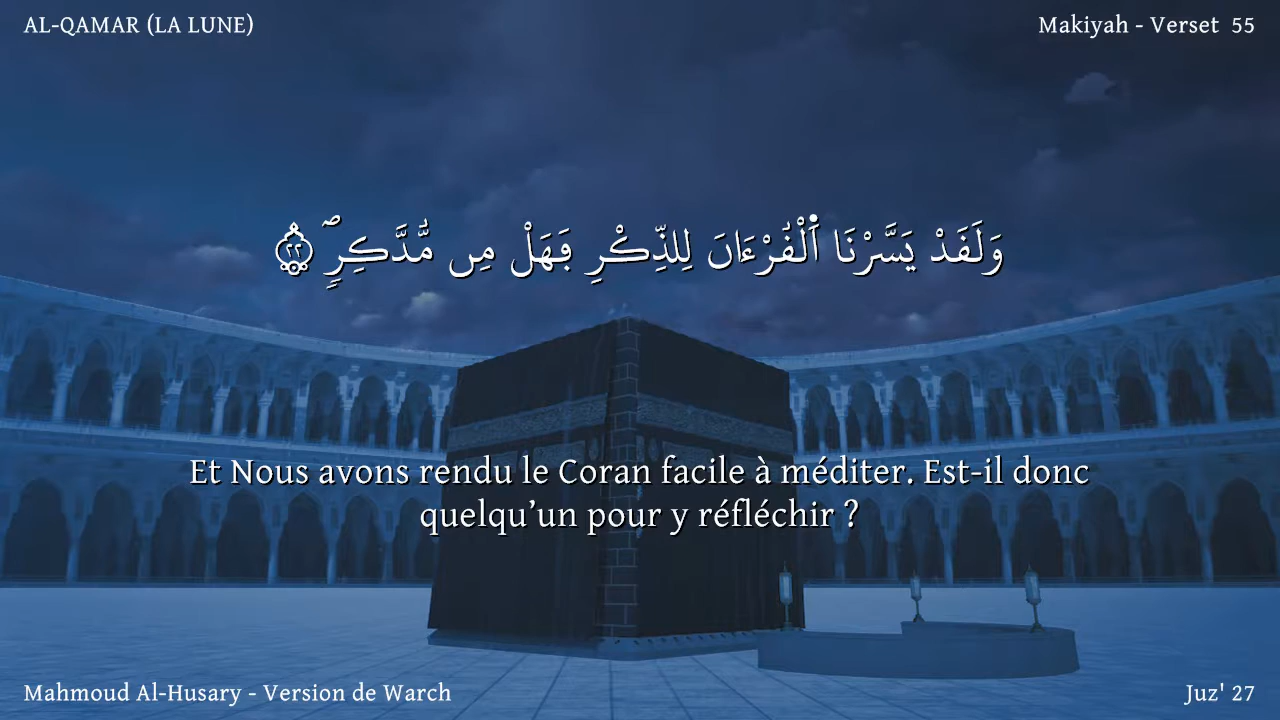 AL-QAMAR (LA LUNE)
Makiyah - Verset 55
وَلَفَدْ يَسَّرْنَا اَ۬لْفُرْءَانَ لِلذِّكْرِ فَهَلْ مِن مُّدَّكِرٖۖ ٢٢
Et Nous avons rendu le Coran facile à méditer. Est-il donc
quelqu’un pour y réfléchir ?
Mahmoud Al-Husary - Version de Warch
Juz' 27